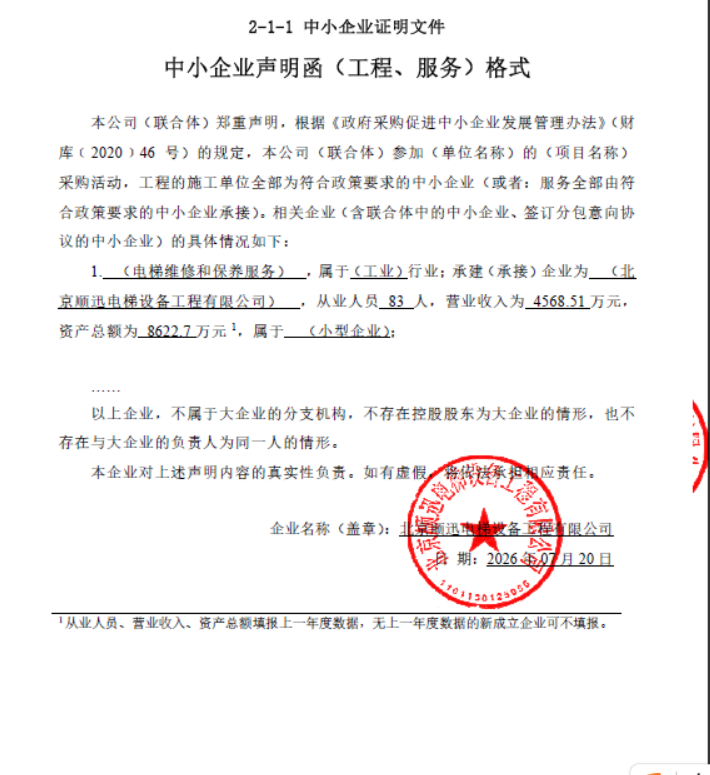 2-1-1 中小企业证明文件
中小企业声明函（工程、服务）格式
本公司（联合体）郑重声明，根据《政府采购促进中小企业发展管理办法》（财
库﹝2020﹞46 号）的规定，本公司（联合体）参加（单位名称）的（项目名称）
采购活动，工程的施工单位全部为符合政策要求的中小企业（或者：服务全部由符
合政策要求的中小企业承接）。相关企业（含联合体中的中小企业、签订分包意向协
议的中小企业）的具体情况如下：
1. （电梯维修和保养服务） ，属于（工业）行业；承建（承接）企业为 （北
京顺迅电梯设备工程有限公司） ，从业人员 83 人，营业收入为 4568.51 万元，
资产总额为 8622.7 万元 1，属于 （小型企业）；
……
以上企业，不属于大企业的分支机构，不存在控股股东为大企业的情形，也不
存在与大企业的负责人为同一人的情形。
本企业对上述声明内容的真实性负责。如有虚假，将依法承担相应责任。
企业名称（盖章）：北京顺迅电梯设备工程有限公司
日 期：2026 年 07 月 20 日
北京顺迅电梯设备工程有限公司
1 从业人员、营业收入、资产总额填报上一年度数据，无上一年度数据的新成立企业可不填报。